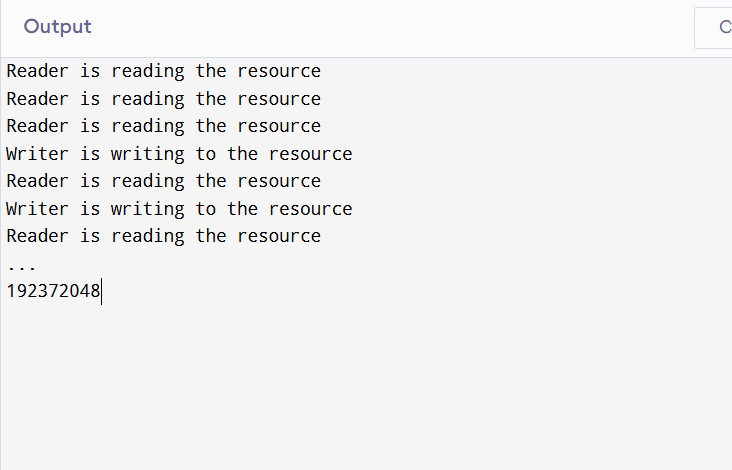 Output
C
Reader is reading the resource
Reader is reading the resource
Reader is reading the resource
Writer is writing to the resource
Reader is reading the resource
Writer is writing to the resource
Reader is reading the resource
...
192372048